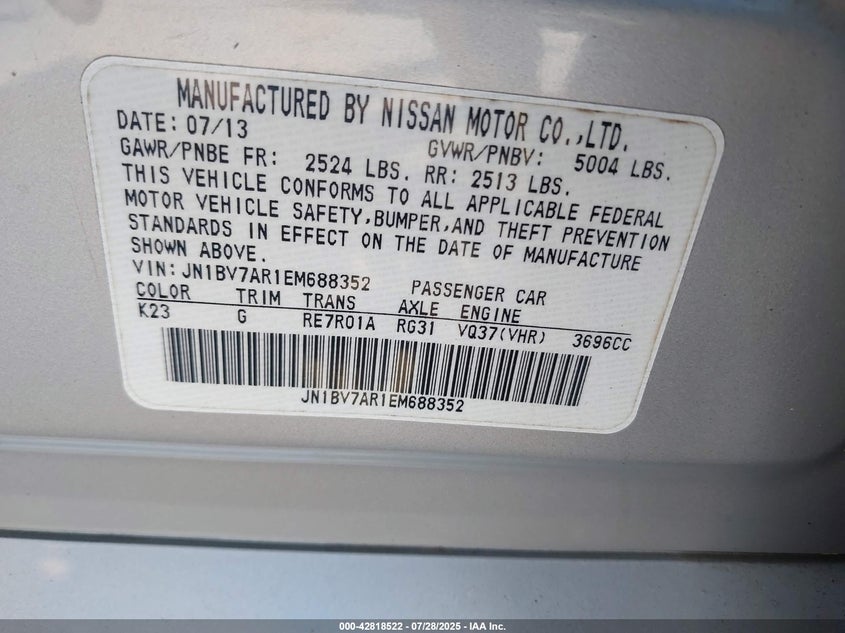 MANUFACTURED BY NISSAN MOTOR CO.,LTD.
DATE: 07/13 GVWR/PNBV: 5004 LBS.
GAWR/PNBE FR: 2524 LBS. RR: 2513 LBS.
THIS VEHICLE CONFORMS TO ALL APPLICABLE FEDERAL
MOTOR VEHICLE SAFETY,BUMPER,AND THEFT PREVENTION
STANDARDS IN EFFECT ON THE DATE OF MANUFACTURE
SHOWN ABOVE.
VIN:JN1BV7AR1EM688352 PASSENGER CAR
COLOR TRIM TRANS AXLE ENGINE
K23 G RE7R01A RG31 VQ37(VHR) 3696CC
JN1BV7AR1EM688352
000-42818522 - 07/28/2025 - IAA Inc.